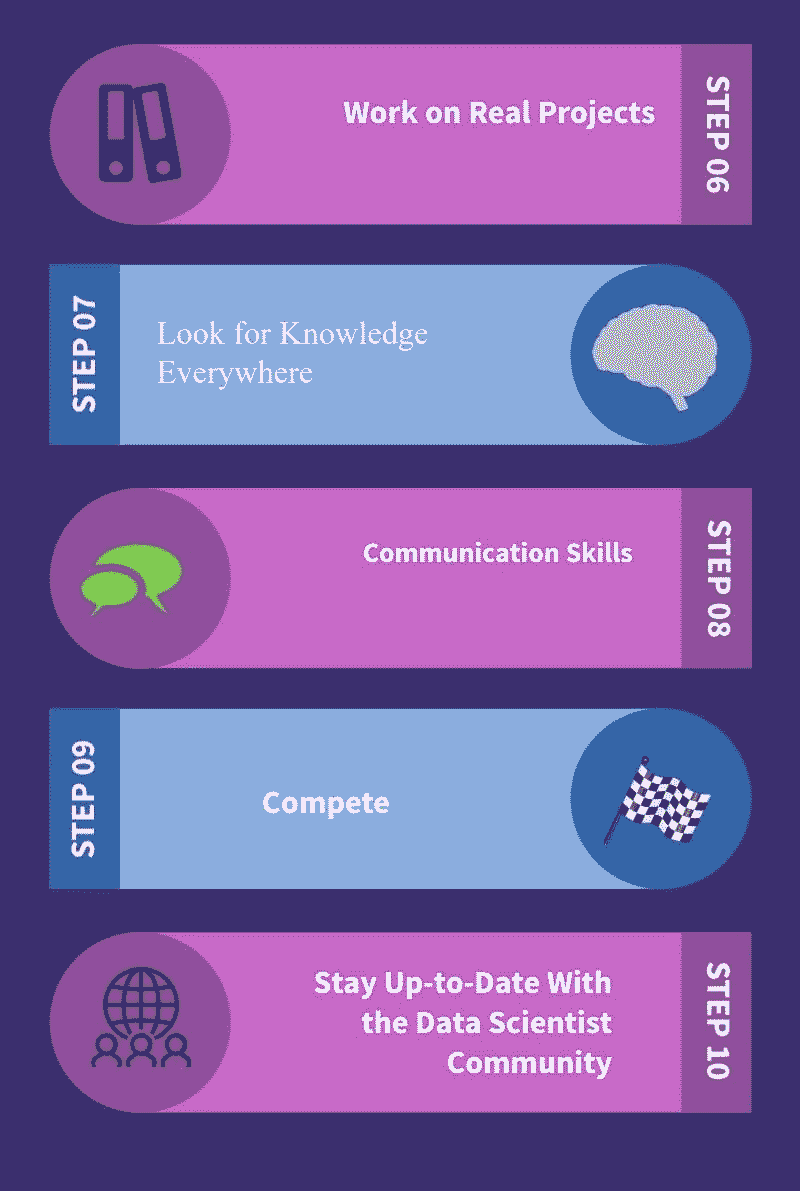 Work on Real Projects
STEP 06
STEP 07
Look for Knowledge
Everywhere
Communication Skills
STEP 08
STEP 09
Compete
Stay Up-to-Date With
the Data Scientist
Community
STEP 10